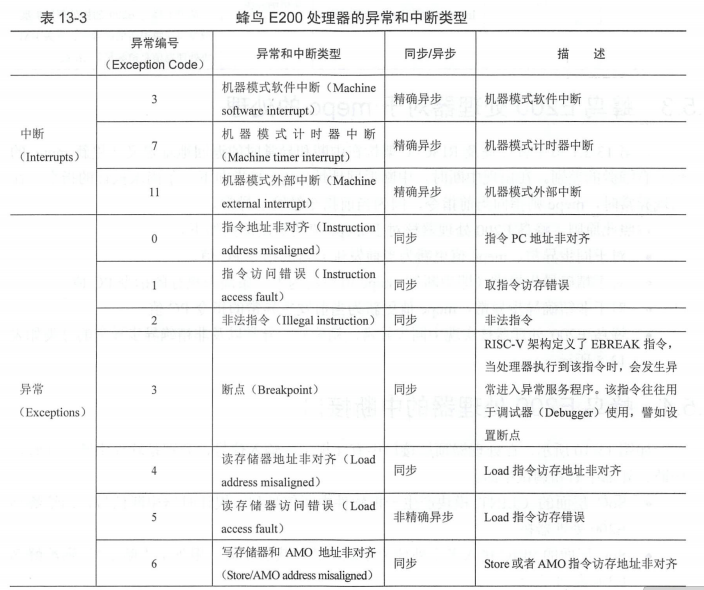 表 13-3 蜂鸟 E200 处理器的异常和中断类型
异常编号
（Exception Code）
异常和中断类型
同步/异步
描 述
中断
（Interrupts）
3
机器模式软件中断（Machine
software interrupt）
精确异步
机器模式软件中断
7
机器模式计时器中断
（Machine timer interrupt）
精确异步
机器模式计时器中断
11
机器模式外部中断（Machine
external interrupt）
精确异步
机器模式外部中断
异常
（Exceptions）
0
指令地址非对齐（Instruction
address misaligned）
同步
指令 PC 地址非对齐
1
指令访问错误（Instruction
access fault）
同步
取指令访存错误
2
非法指令（Illegal instruction）
同步
非法指令
3
断点（Breakpoint）
同步
RISC-V 架构定义了 EBREAK 指令，
当处理器执行到该指令时，会发生异
常进入异常服务程序。该指令往往用
于调试器（Debugger）使用，譬如设
置断点
4
读存储器地址非对齐（Load
address misaligned）
同步
Load 指令访存地址非对齐
5
读存储器访问错误（Load
access fault）
非精确异步
Load 指令访存错误
6
写存储器和 AMO 地址非对齐
（Store/AMO address misaligned）
同步
Store 或者 AMO 指令访存地址非对齐